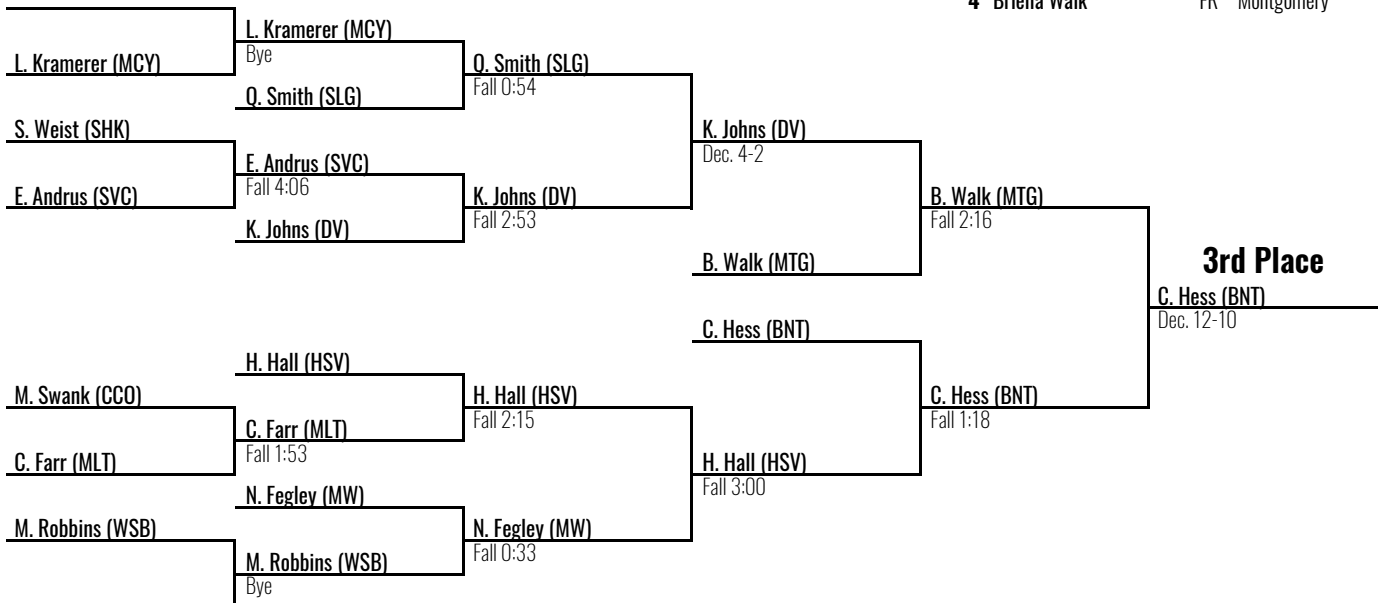 4 Briella Walk FR Montgomery
L. Kramerer (MCY)
L. Kramerer (MCY)
Bye
Q. Smith (SLG)
Q. Smith (SLG)
Fall 0:54
S. Weist (SHK)
E. Andrus (SVC)
E. Andrus (SVC)
Fall 4:06
K. Johns (DV)
K. Johns (DV)
Fall 2:53
K. Johns (DV)
Dec. 4-2
B. Walk (MTG)
B. Walk (MTG)
Fall 2:16
3rd Place
C. Hess (BNT)
Dec. 12-10
C. Hess (BNT)
C. Hess (BNT)
Fall 1:18
H. Hall (HSV)
M. Swank (CCO)
C. Farr (MLT)
C. Farr (MLT)
Fall 1:53
H. Hall (HSV)
Fall 2:15
H. Hall (HSV)
Fall 3:00
N. Fegley (MW)
M. Robbins (WSB)
M. Robbins (WSB)
Bye
N. Fegley (MW)
Fall 0:33